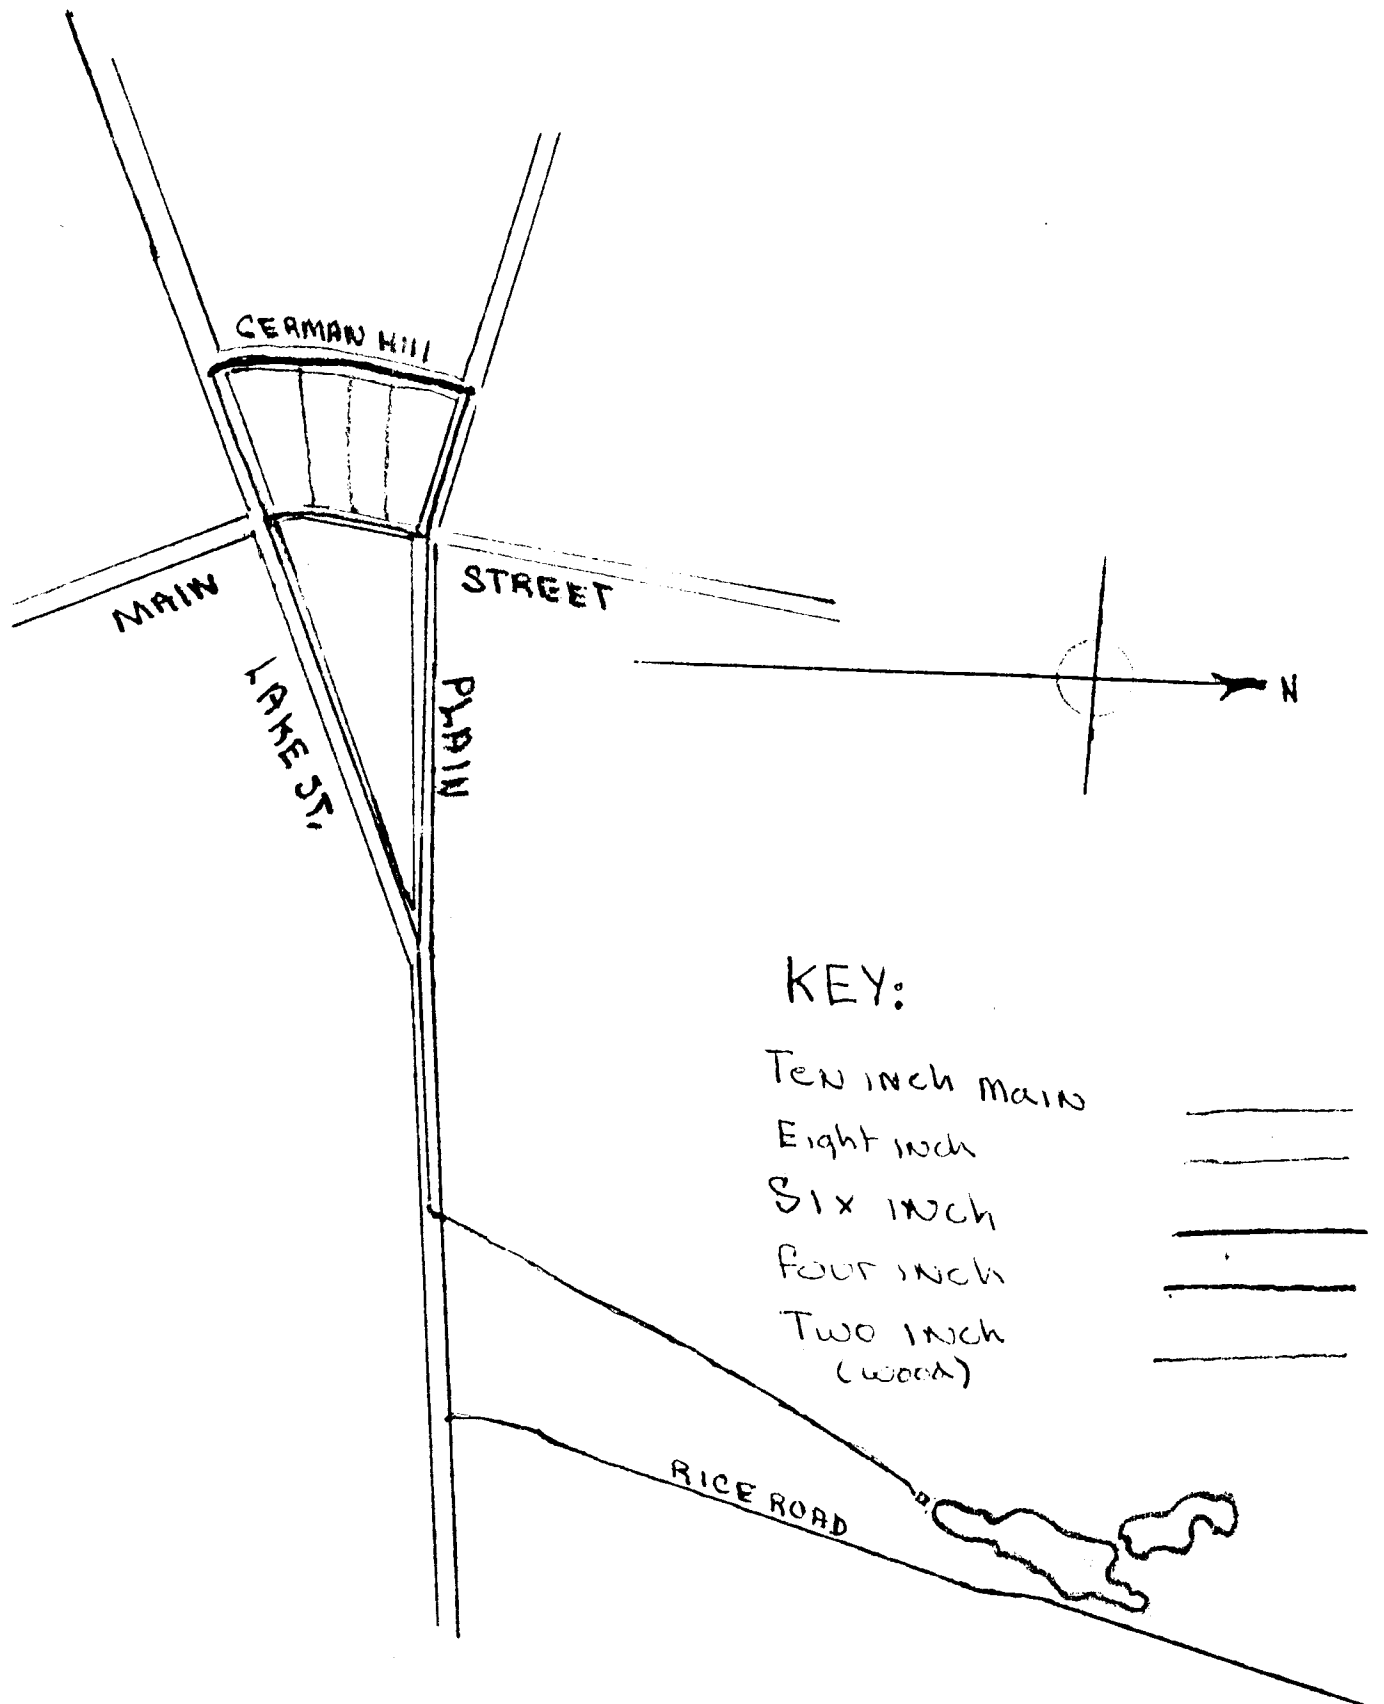 GERMAN Hill
MAIN
STREET
LAKE ST.
PLAIN
N
KEY:
Ten inch main
Eight inch
Six inch
four inch
Two inch
(wood)
RICE ROAD